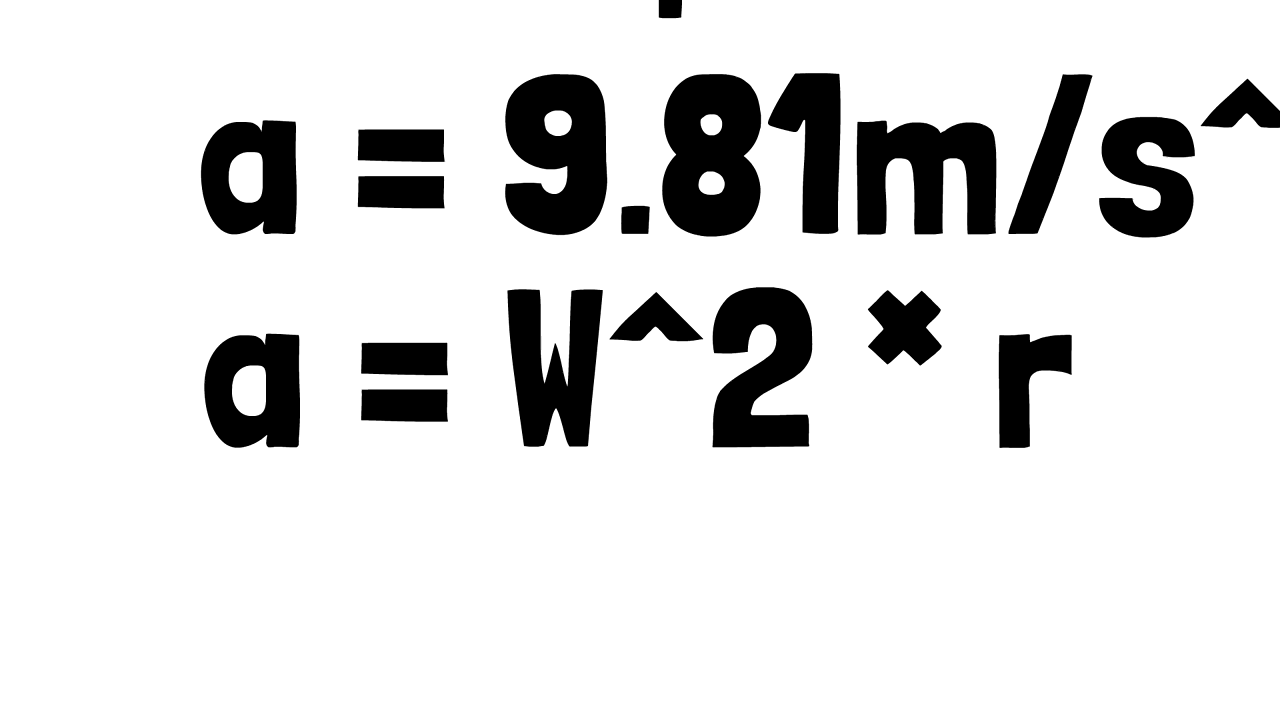 a = 9.81m/s^
a = W^2 * r